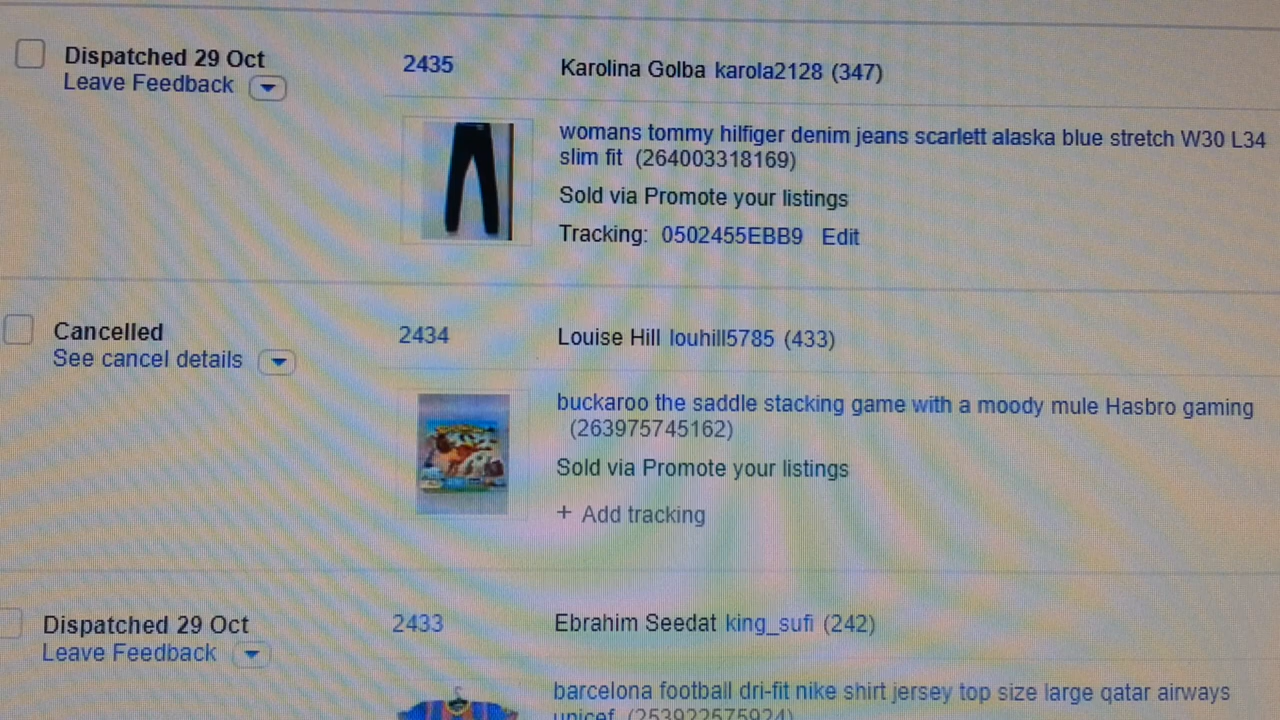 Dispatched 29 Oct
Leave Feedback
2435
Karolina Golba karola2128 (347)
womans tommy hilfiger denim jeans scarlett alaska blue stretch W30 L34
slim fit (264003318169)
Sold via Promote your listings
Tracking: 0502455EBB9 Edit
Cancelled
See cancel details
2434
Louise Hill louhill5785 (433)
buckaroo the saddle stacking game with a moody mule Hasbro gaming
(263975745162)
Sold via Promote your listings
+ Add tracking
Dispatched 29 Oct
Leave Feedback
2433
Ebrahim Seedat king_sufi (242)
barcelona football dri-fit nike shirt jersey top size large qatar airways
unicef (253922575924)